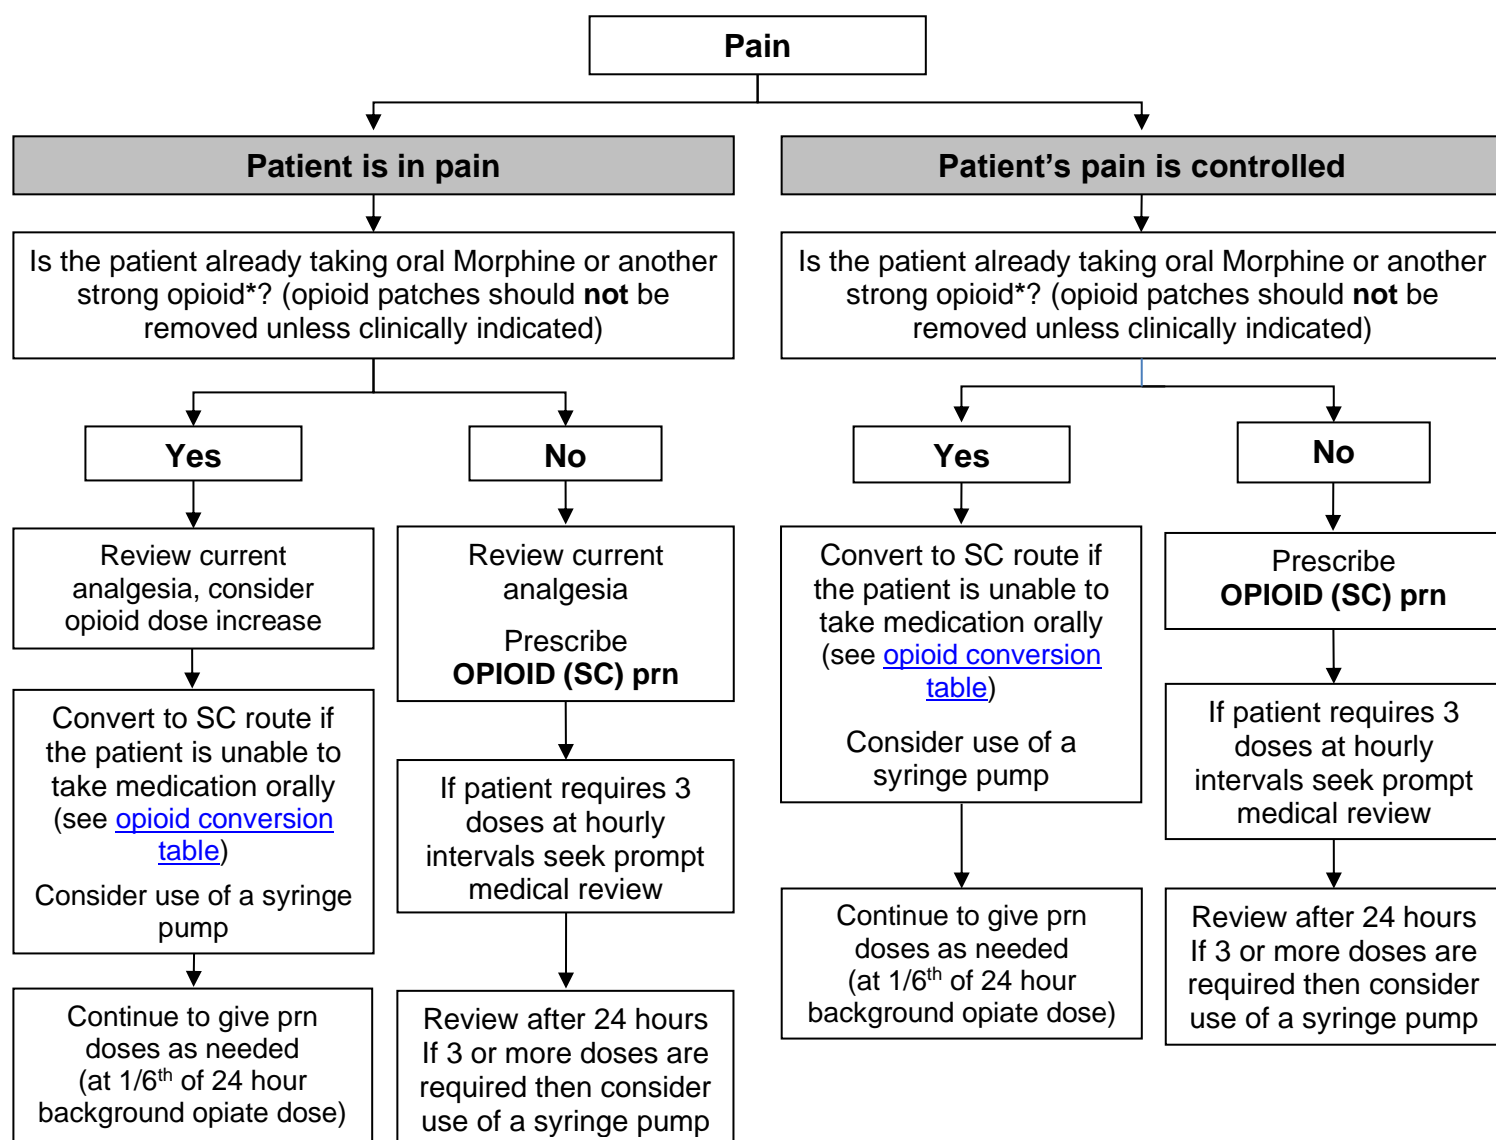 Pain
Patient is in pain
Is the patient already taking oral Morphine or another
strong opioid*? (opioid patches should not be
removed unless clinically indicated)
Yes
Review current
analgesia, consider
opioid dose increase
Convert to SC route if
the patient is unable to
take medication orally
(see opioid conversion
table)
Consider use of a syringe
pump
Continue to give prn
doses as needed
(at 1/6th of 24 hour
background opiate dose)
No
Review current
analgesia
Prescribe
OPIOID (SC) prn
If patient requires 3
doses at hourly
intervals seek prompt
medical review
Review after 24 hours
If 3 or more doses are
required then consider
use of a syringe pump
Patient’s pain is controlled
Is the patient already taking oral Morphine or another
strong opioid*? (opioid patches should not be
removed unless clinically indicated)
Yes
Convert to SC route if
the patient is unable to
take medication orally
(see opioid conversion
table)
Consider use of a
syringe pump
Continue to give prn
doses as needed
(at 1/6th of 24 hour
background opiate dose)
No
Prescribe
OPIOID (SC) prn
If patient requires 3
doses at hourly
intervals seek prompt
medical review
Review after 24 hours
If 3 or more doses are
required then consider
use of a syringe pump